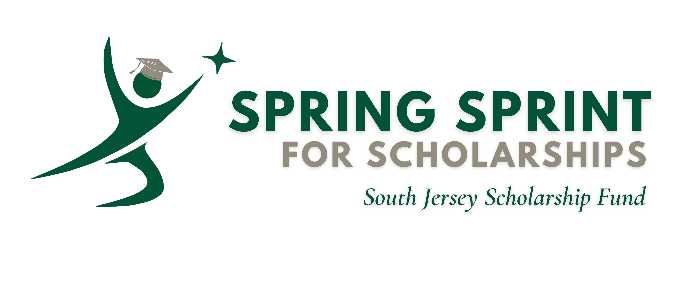 SPRING SPRINT
FOR SCHOLARSHIPS
South Jersey Scholarship Fund